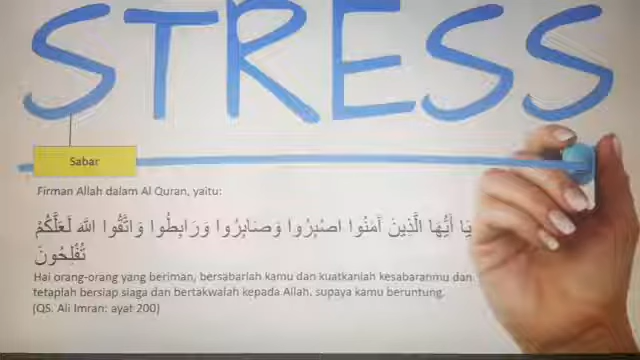 STRESS
Sabar
Firman Allah dalam Al Quran, yaitu:
يَا أَيُّهَا الَّذِينَ آمَنُوا اصْبِرُوا وَصَابِرُوا وَرَابِطُوا وَاتَّقُوا اللَّهَ لَعَلَّكُمْ
تُفْلِحُونَ
Hai orang-orang yang beriman, bersabarlah kamu dan kuatkanlah kesabaranmu dan
tetaplah bersiap siaga dan bertakwalah kepada Allah, supaya kamu beruntung.
(QS. Ali Imran: ayat 200)